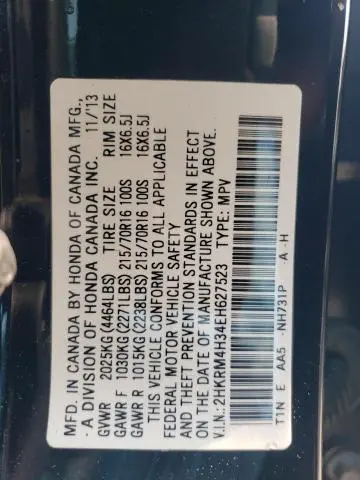 MFD. IN CANADA BY HONDA OF CANADA MFG.,
- A DIVISION OF HONDA CANADA INC. 11/'13
GVWR 2025KG(4464LBS) TIRE SIZE RIM SIZE
GAWR F 1030KG(2271LBS) 215/70R16 100S 16X6.5J
GAWR R 1015KG(2238LBS) 215/70R16 100S 16X6.5J
THIS VEHICLE CONFORMS TO ALL APPLICABLE
FEDERAL MOTOR VEHICLE SAFETY
AND THEFT PREVENTION STANDARDS IN EFFECT
ON THE DATE OF MANUFACTURE SHOWN ABOVE.
V.I.N.: 2HKRM4H34EH627523 TYPE: MPV
T1N E AA5 NH731P - A - H